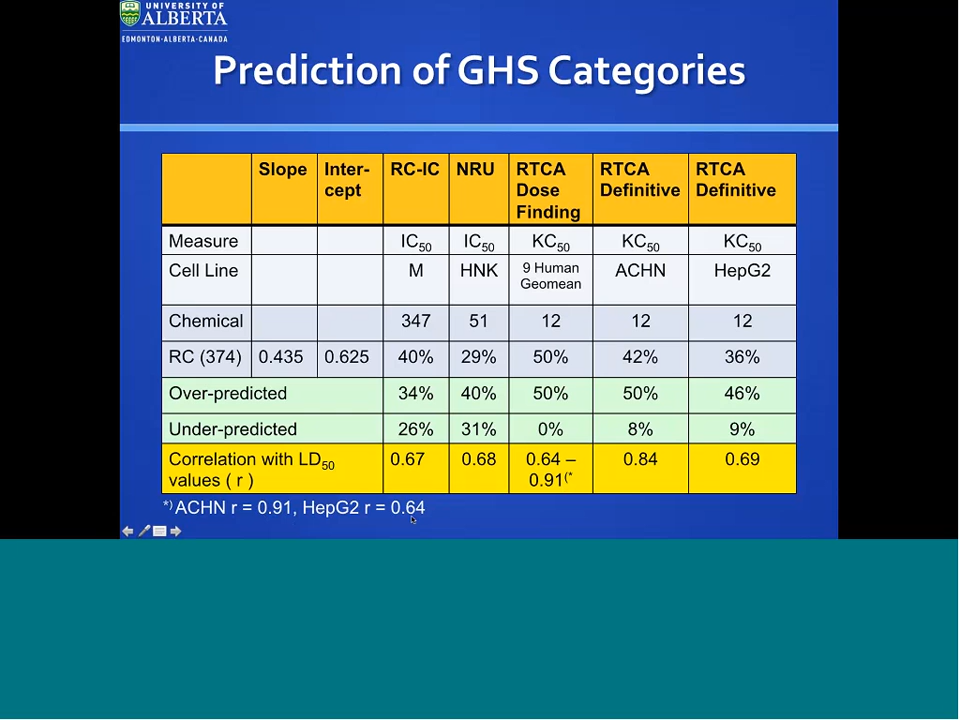 UNIVERSITY OF
ALBERTA
EDMONTON·ALBERTA·CANADA
Prediction of GHS Categories
Slope Inter-cept RC-IC NRU RTCA Dose Finding RTCA Definitive RTCA Definitive
Measure IC50 IC50 KC50 KC50 KC50
Cell Line M HNK 9 Human Geomean ACHN HepG2
Chemical 347 51 12 12 12
RC (374) 0.435 0.625 40% 29% 50% 42% 36%
Over-predicted 34% 40% 50% 50% 46%
Under-predicted 26% 31% 0% 8% 9%
Correlation with LD50 values ( r ) 0.67 0.68 0.64 – 0.91(* 0.84 0.69
*) ACHN r = 0.91, HepG2 r = 0.64